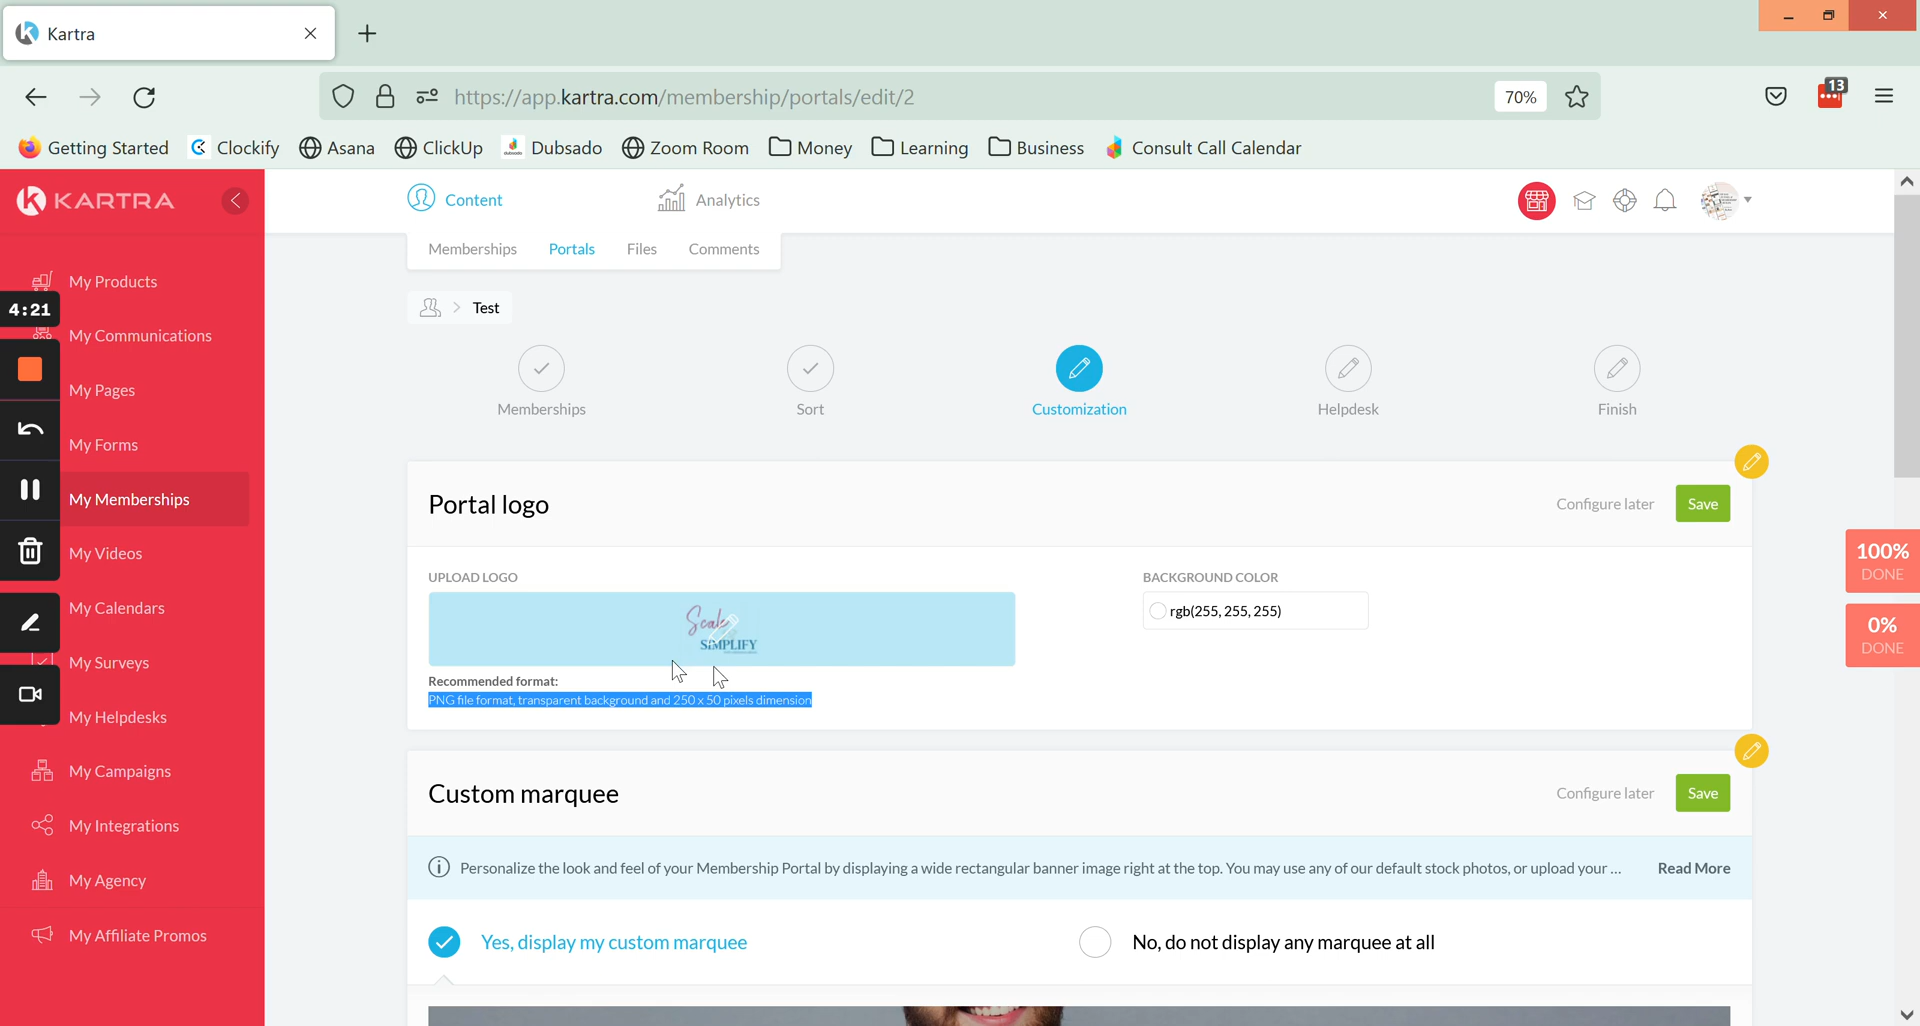 Kartra
https://app.kartra.com/membership/portals/edit/2
70%
13
Getting Started
Clockify
Asana
ClickUp
Dubsado
Zoom Room
Money
Learning
Business
Consult Call Calendar
KARTRA
Content
Analytics
Memberships
Portals
Files
Comments
My Products
4:21
My Communications
My Pages
My Forms
My Memberships
My Videos
My Calendars
My Surveys
My Helpdesks
My Campaigns
My Integrations
My Agency
My Affiliate Promos
Test
Memberships
Sort
Customization
Helpdesk
Finish
Portal logo
Configure later
Save
UPLOAD LOGO
BACKGROUND COLOR
Scale
SIMPLIFY
rgb(255, 255, 255)
Recommended format:
PNG file format, transparent background and 250 x 50 pixels dimension
100%
DONE
0%
DONE
Custom marquee
Configure later
Save
Personalize the look and feel of your Membership Portal by displaying a wide rectangular banner image right at the top. You may use any of our default stock photos, or upload your ...
Read More
Yes, display my custom marquee
No, do not display any marquee at all